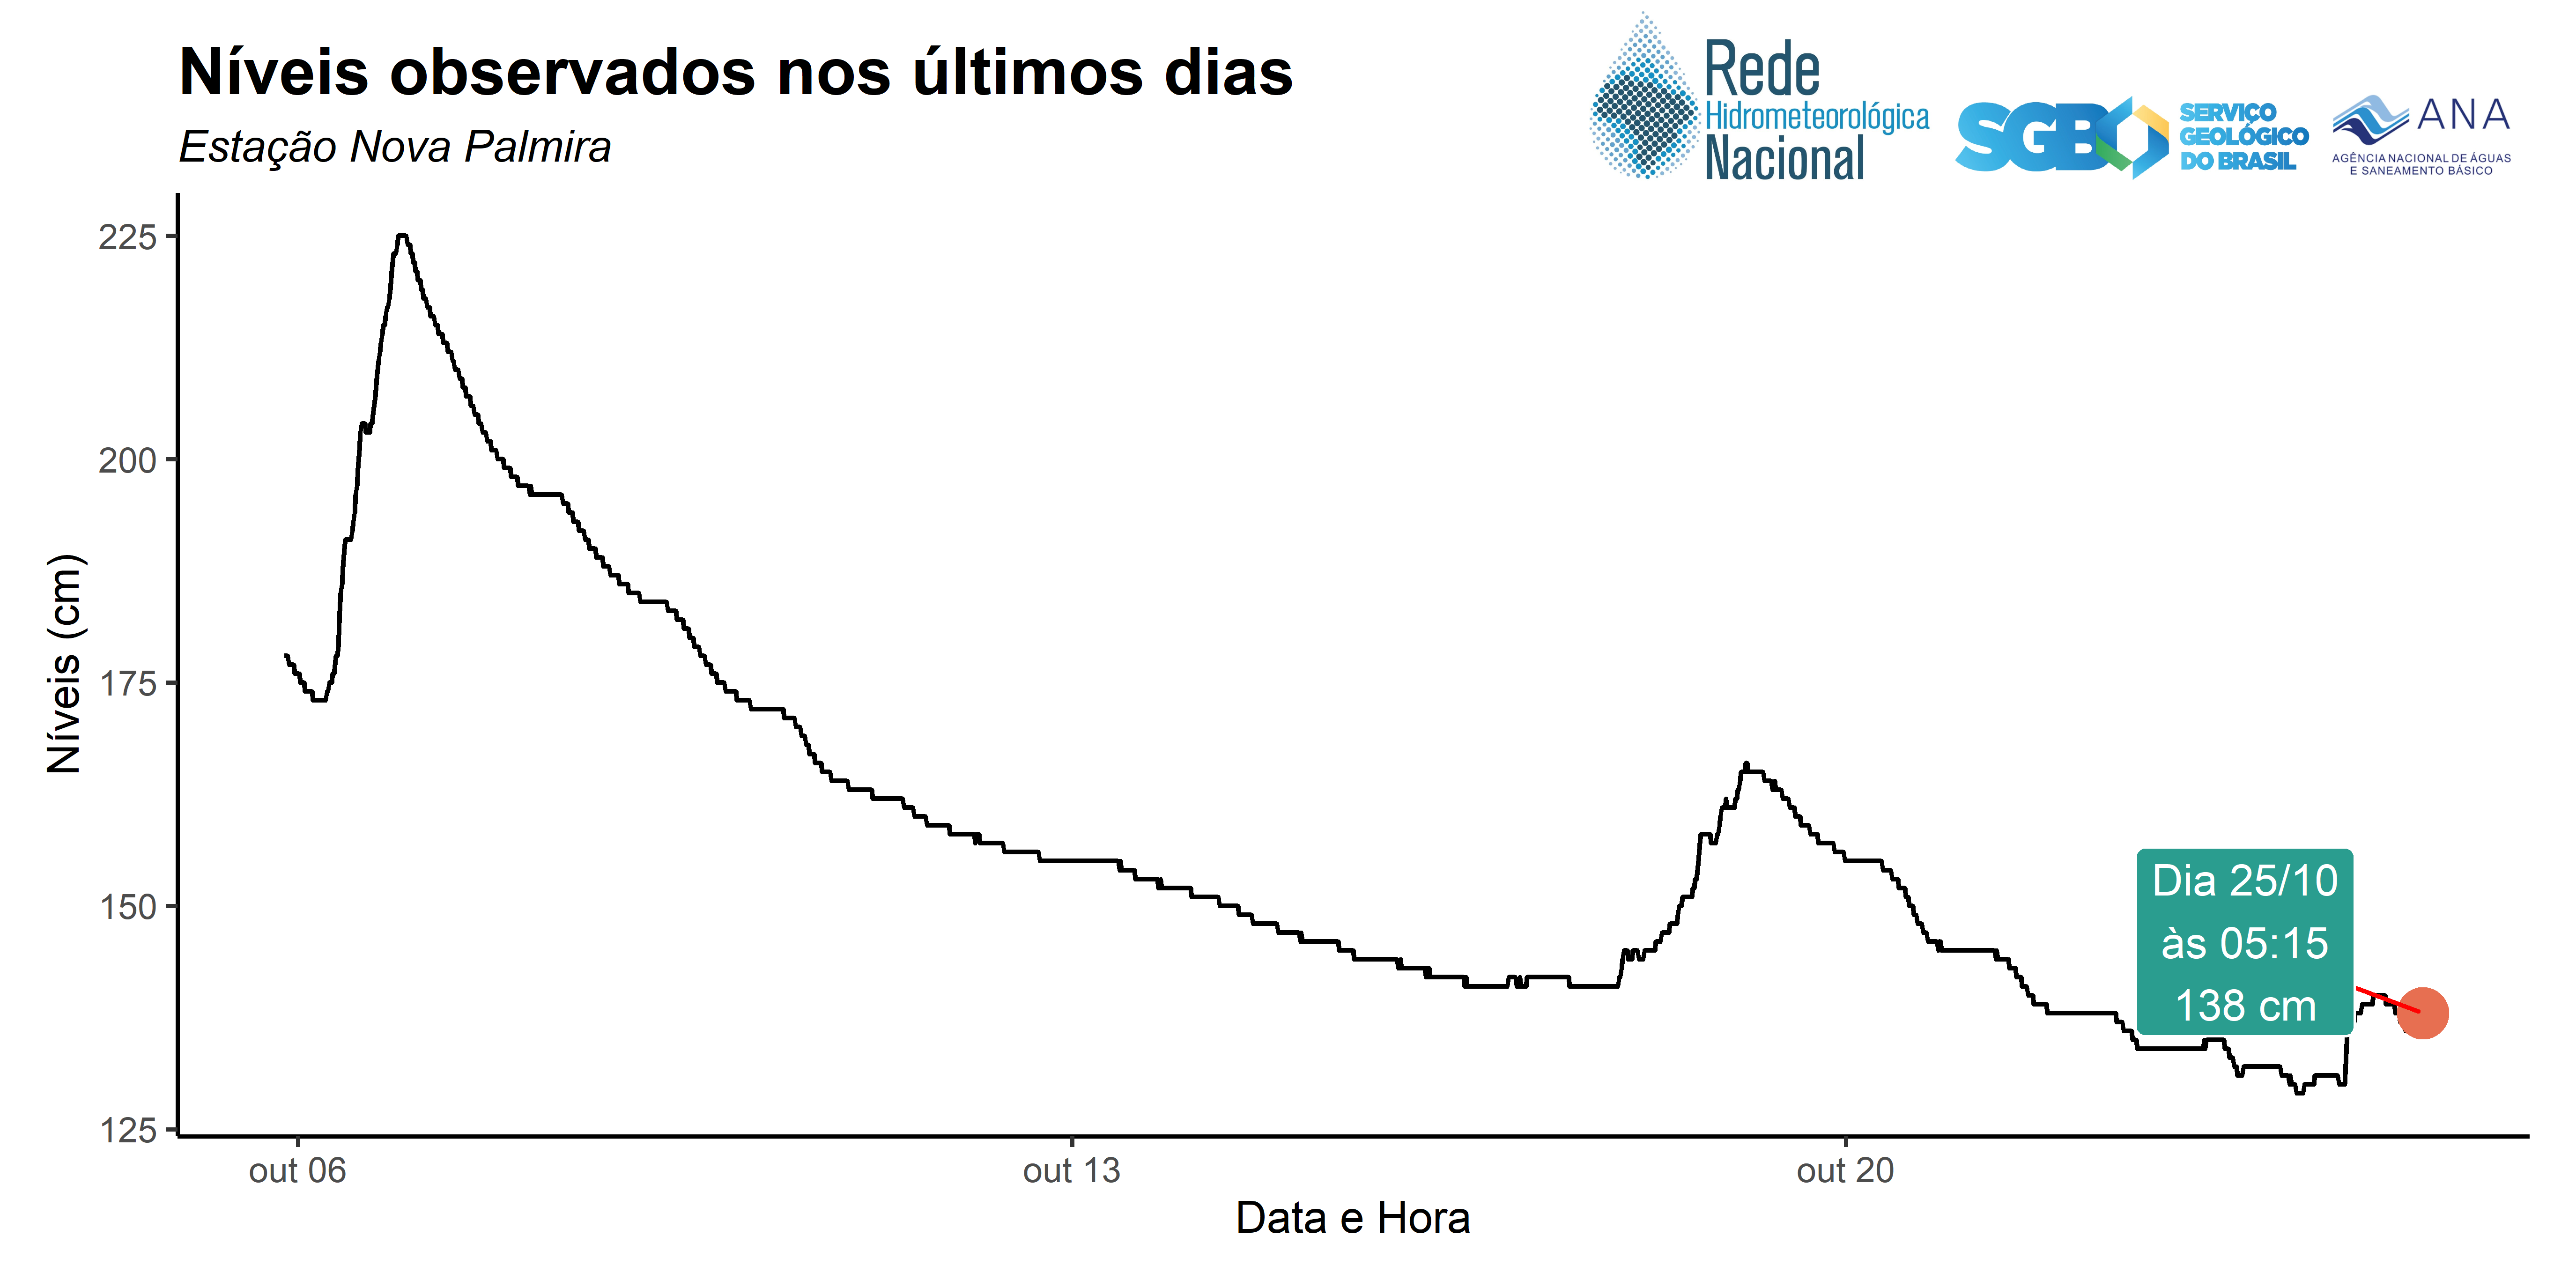 Níveis observados nos últimos dias
Estação Nova Palmira
Rede
Hidrometeorológica
Nacional
SGB
SERVIÇO
GEOLÓGICO
DO BRASIL
ANA
AGÊNCIA NACIONAL DE ÁGUAS
E SANEAMENTO BÁSICO
Níveis (cm)
225
200
175
150
125
Dia 25/10
às 05:15
138 cm
out 06
out 13
out 20
Data e Hora